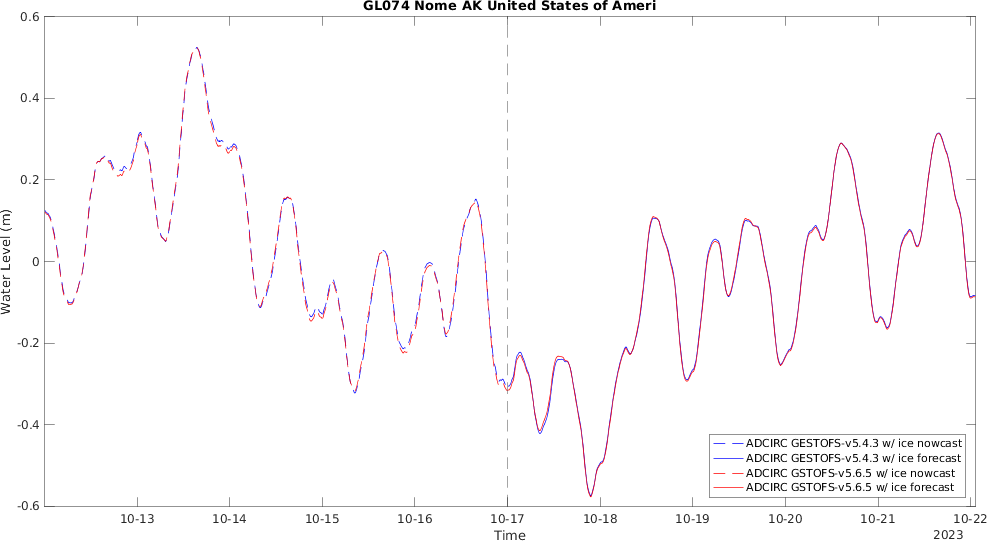 GL074 Nome AK United States of Ameri
Water Level (m)
0.6
0.4
0.2
0
-0.2
-0.4
-0.6
ADCIRC GESTOFS-v5.4.3 w/ ice nowcast
ADCIRC GESTOFS-v5.4.3 w/ ice forecast
ADCIRC GSTOFS-v5.6.5 w/ ice nowcast
ADCIRC GSTOFS-v5.6.5 w/ ice forecast
10-13 10-14 10-15 10-16 10-17 10-18 10-19 10-20 10-21 10-22
Time
2023